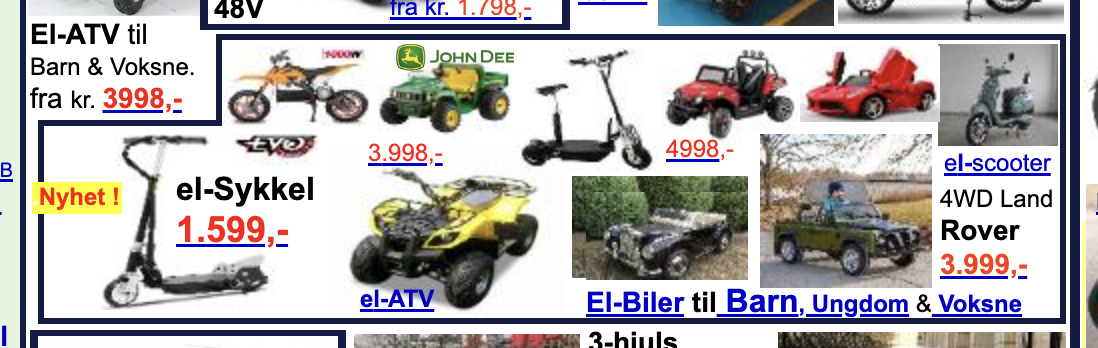 48V
fra kr. 1.798,-
El-ATV til
Barn & Voksne.
fra kr. 3998,-
1000W
JOHN DEE
EVO
3.998,-
4998,-
el-scooter
B
Nyhet !
el-Sykkel
1.599,-
4WD Land
Rover
3.999,-
el-ATV
El-Biler til Barn, Ungdom & Voksne
3-hjuls